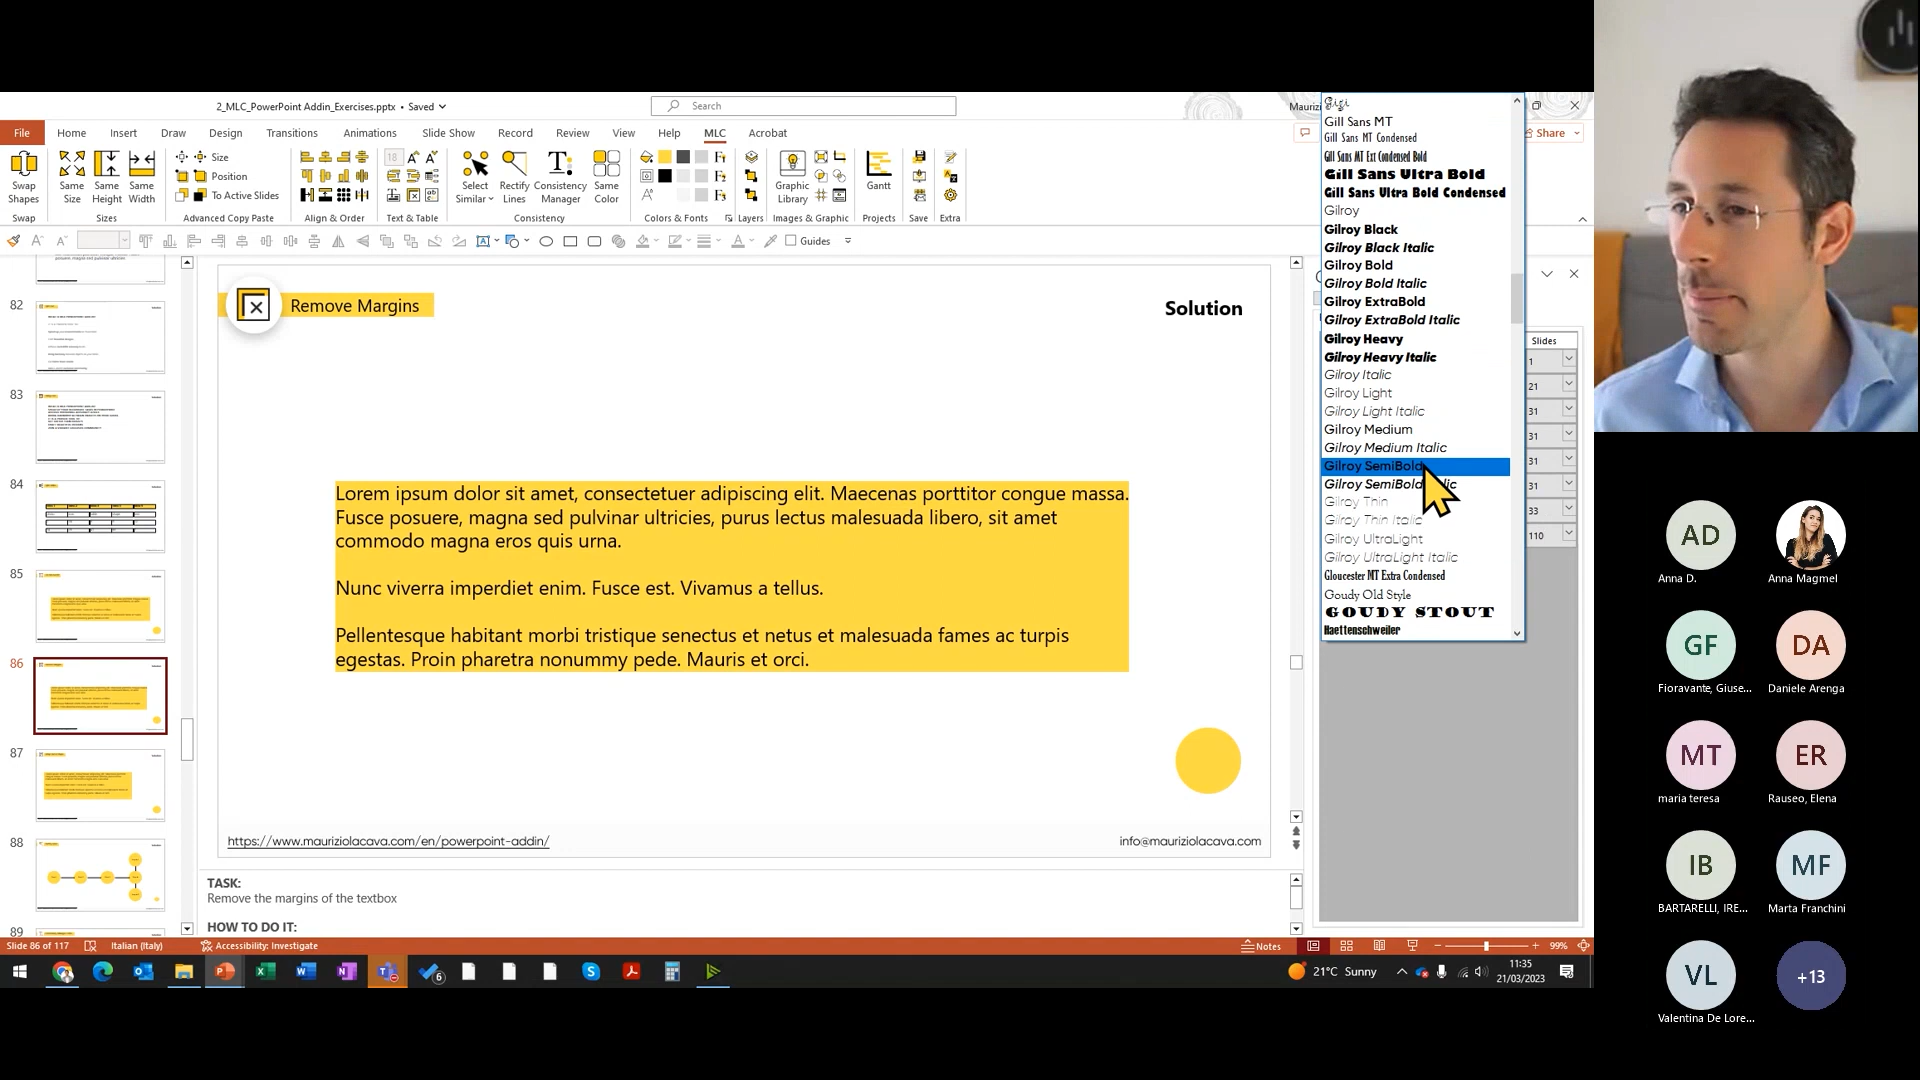 2_MLC_PowerPoint Addin_Exercises.pptx • Saved
Search
Maurizi
File
Home
Insert
Draw
Design
Transitions
Animations
Slide Show
Record
Review
View
Help
MLC
Acrobat
Share
Swap Shapes
Same Size
Same Height
Same Width
Size
Position
To Active Slides
18
Select Similar
Rectify Lines
Consistency Manager
Same Color
Graphic Library
Gantt
Swap
Sizes
Advanced Copy Paste
Align & Order
Text & Table
Consistency
Colors & Fonts
Layers
Images & Graphic
Projects
Save
Extra
Guides
82
83
84
85
86
87
88
89
Remove Margins
Solution
Lorem ipsum dolor sit amet, consectetuer adipiscing elit. Maecenas porttitor congue massa.
Fusce posuere, magna sed pulvinar ultricies, purus lectus malesuada libero, sit amet
commodo magna eros quis urna.
Nunc viverra imperdiet enim. Fusce est. Vivamus a tellus.
Pellentesque habitant morbi tristique senectus et netus et malesuada fames ac turpis
egestas. Proin pharetra nonummy pede. Mauris et orci.
https://www.mauriziolacava.com/en/powerpoint-addin/
info@mauriziolacava.com
TASK:
Remove the margins of the textbox
HOW TO DO IT:
Gigi
Gill Sans MT
Gill Sans MT Condensed
Gill Sans MT Ext Condensed Bold
Gill Sans Ultra Bold
Gill Sans Ultra Bold Condensed
Gilroy
Gilroy Black
Gilroy Black Italic
Gilroy Bold
Gilroy Bold Italic
Gilroy ExtraBold
Gilroy ExtraBold Italic
Gilroy Heavy
Gilroy Heavy Italic
Gilroy Italic
Gilroy Light
Gilroy Light Italic
Gilroy Medium
Gilroy Medium Italic
Gilroy SemiBold
Gilroy SemiBold
Gilroy Thin
Gilroy Thin Italic
Gilroy UltraLight
Gilroy UltraLight Italic
Gloucester MT Extra Condensed
Goudy Old Style
GOUDY STOUT
Haettenschweiler
Slides
1
21
31
31
31
31
33
110
Slide 86 of 117
Italian (Italy)
Accessibility: Investigate
Notes
99%
21°C Sunny
11:35
21/03/2023
AD
Anna D.
Anna Magmel
GF
Fioravante, Giuse...
DA
Daniele Arenga
MT
maria teresa
ER
Rauseo, Elena
IB
BARTARELLI, IRE...
MF
Marta Franchini
VL
Valentina De Lore...
+13